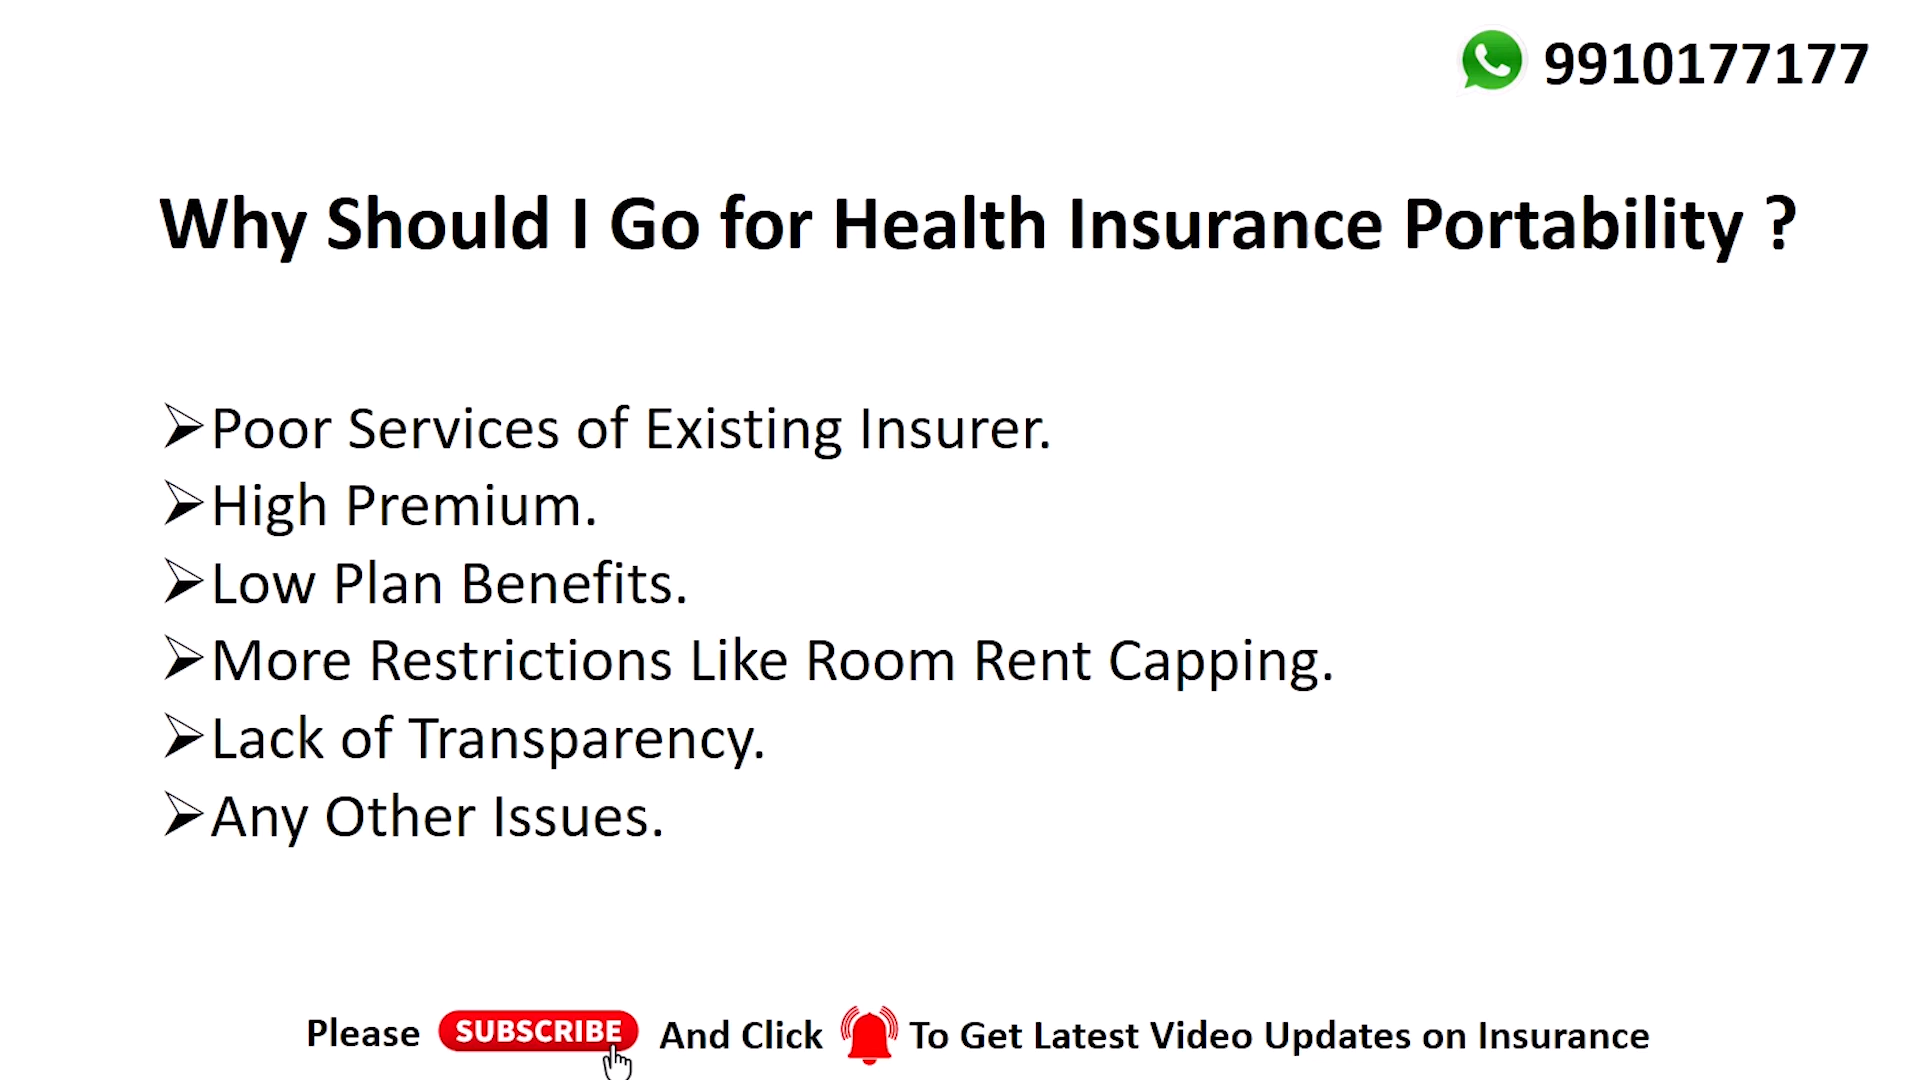 9910177177
Why Should I Go for Health Insurance Portability ?
➢Poor Services of Existing Insurer.
➢High Premium.
➢Low Plan Benefits.
➢More Restrictions Like Room Rent Capping.
➢Lack of Transparency.
➢Any Other Issues.
Please SUBSCRIBE And Click To Get Latest Video Updates on Insurance